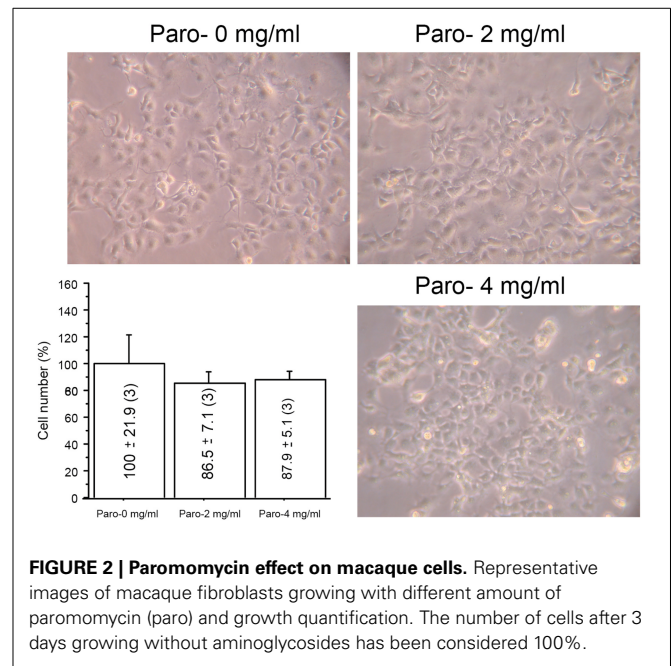 Paro- 0 mg/ml
Paro- 2 mg/ml
Paro- 4 mg/ml
160
140
120
100
80
60
40
20
0
Cell number (%)
100 ± 21.9 (3)
86.5 ± 7.1 (3)
87.9 ± 5.1 (3)
Paro-0 mg/ml
Paro-2 mg/ml
Paro-4 mg/ml
FIGURE 2 | Paromomycin effect on macaque cells. Representative
images of macaque fibroblasts growing with different amount of
paromomycin (paro) and growth quantification. The number of cells after 3
days growing without aminoglycosides has been considered 100%.